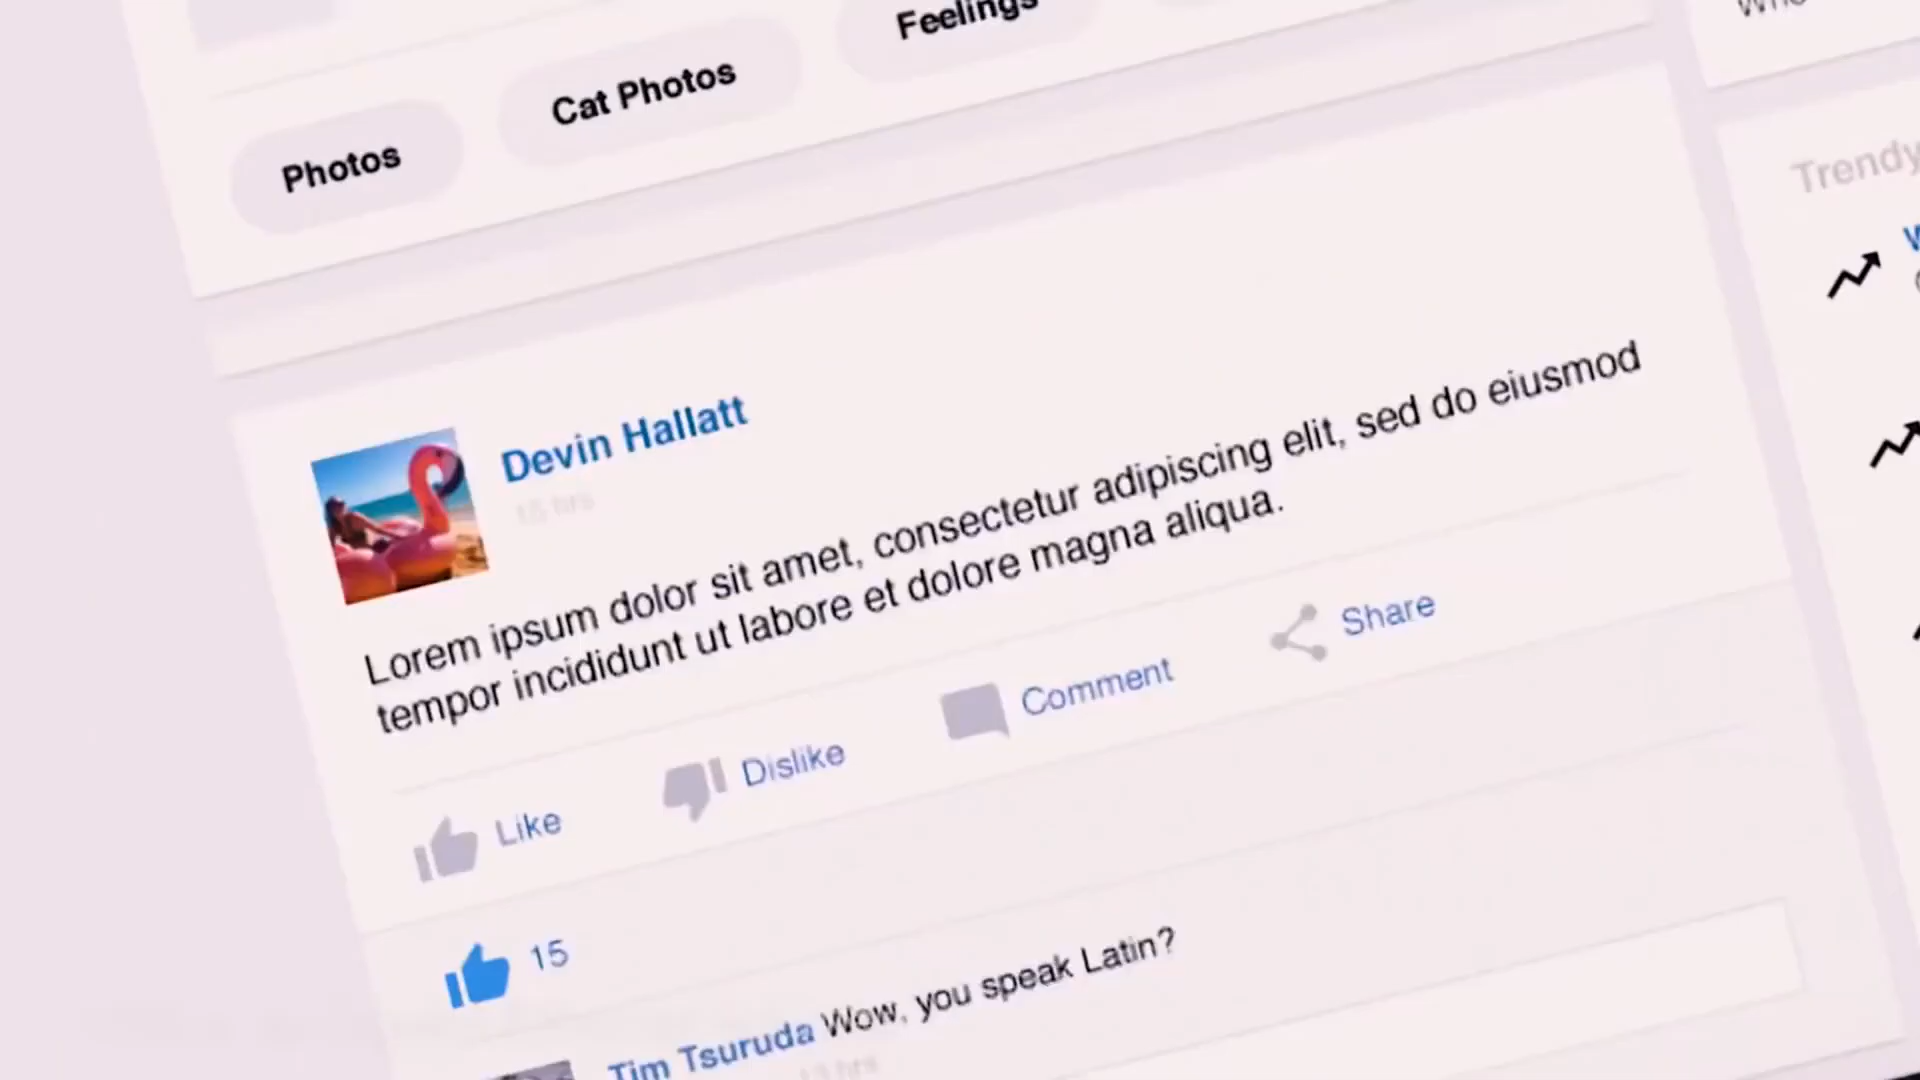 Feelings
Cat Photos
Photos
Trendy
Devin Hallatt
15 hrs
Lorem ipsum dolor sit amet, consectetur adipiscing elit, sed do eiusmod
tempor incididunt ut labore et dolore magna aliqua.
Like
Dislike
Comment
Share
15
Tim Tsuruda Wow, you speak Latin?
13 hrs